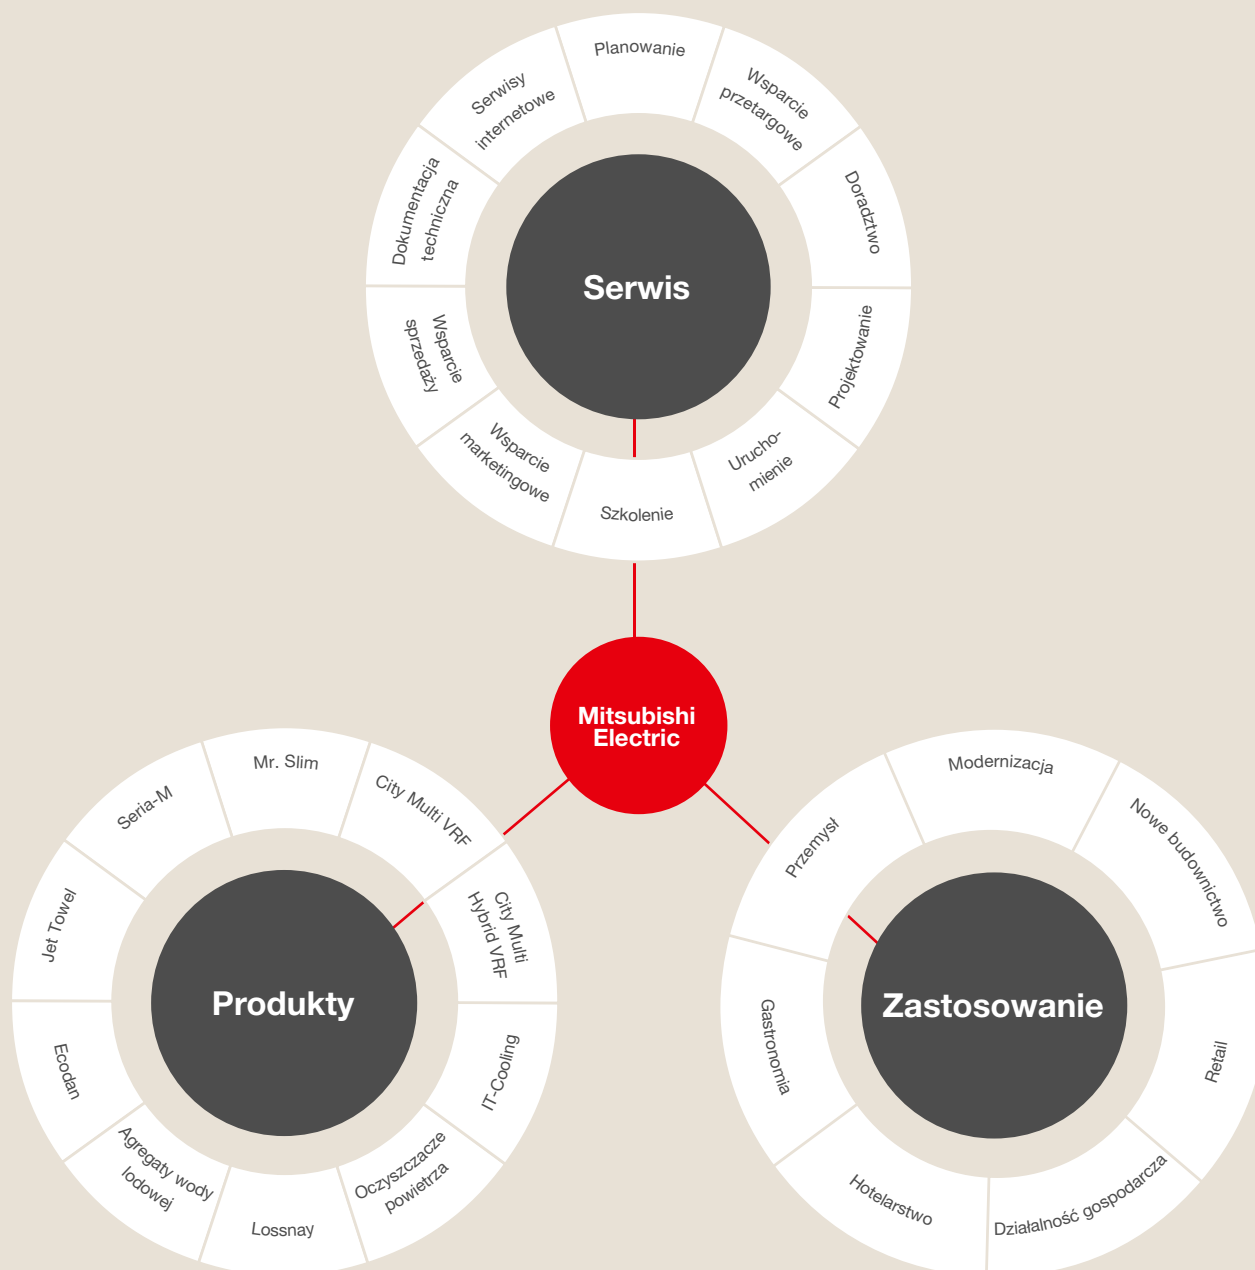 Planowanie
Wsparcie
przetargowe
Doradztwo
Projektowanie
Urucho-
mienie
Szkolenie
Wsparcie
marketingowe
Wsparcie
sprzedaży
Dokumentacja
techniczna
Serwisy
internetowe
Serwis
Mitsubishi
Electric
Mr. Slim
City Multi VRF
City Multi
Hybrid VRF
IT-Cooling
Oczyszczacze
powietrza
Lossnay
Agregaty wody
lodowej
Ecodan
Jet Towel
Seria-M
Produkty
Modernizacja
Nowe budownictwo
Retail
Działalność gospodarcza
Hotelarstwo
Gastronomia
Przemysł
Zastosowanie